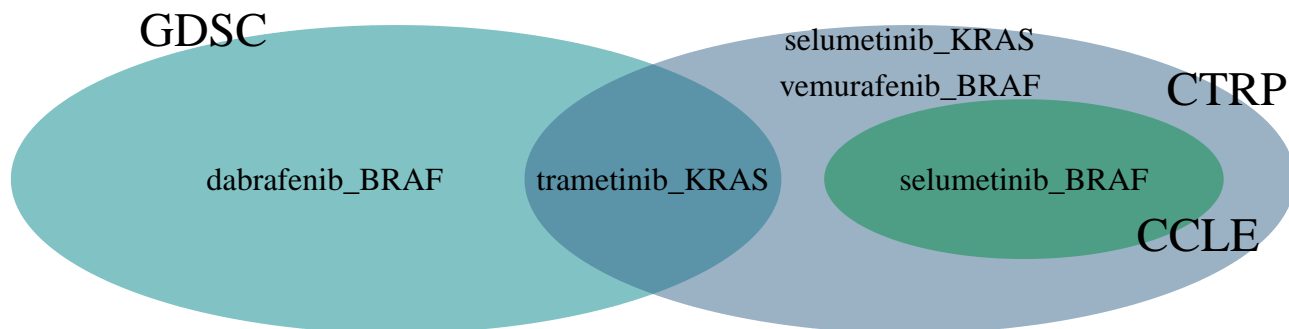 GDSC
selumetinib_KRAS
vemurafenib_BRAF
CTRP
dabrafenib_BRAF
trametinib_KRAS
selumetinib_BRAF
CCLE